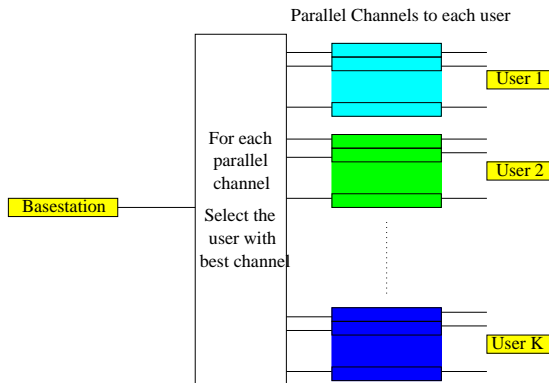 Parallel Channels to each user
User 1
For each
parallel
channel
User 2
Basestation
Select the
user with
best channel
User K